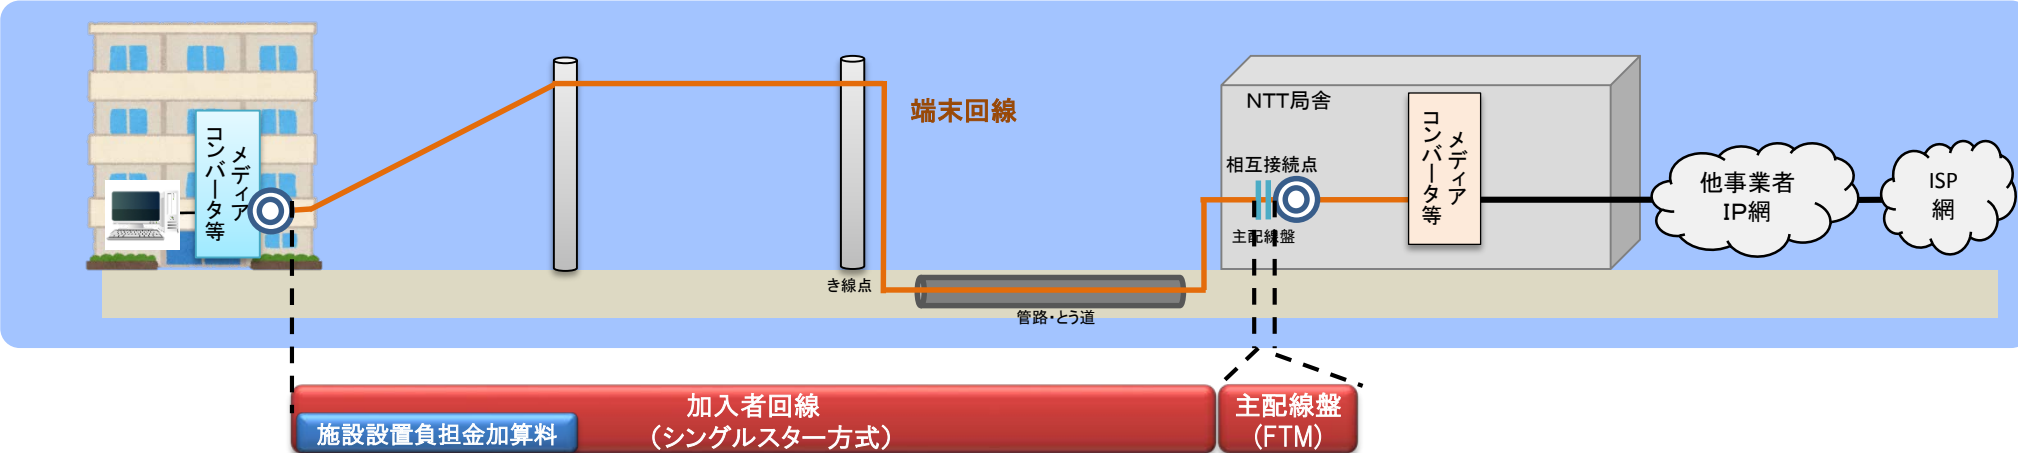 メディア
コンバータ等
き線点
端末回線
管路・とう道
NTT局舎
相互接続点
主配線盤
メディア
コンバータ等
他事業者
IP網
ISP
網
加入者回線
（シングルスター方式）
施設設置負担金加算料
主配線盤
(FTM)